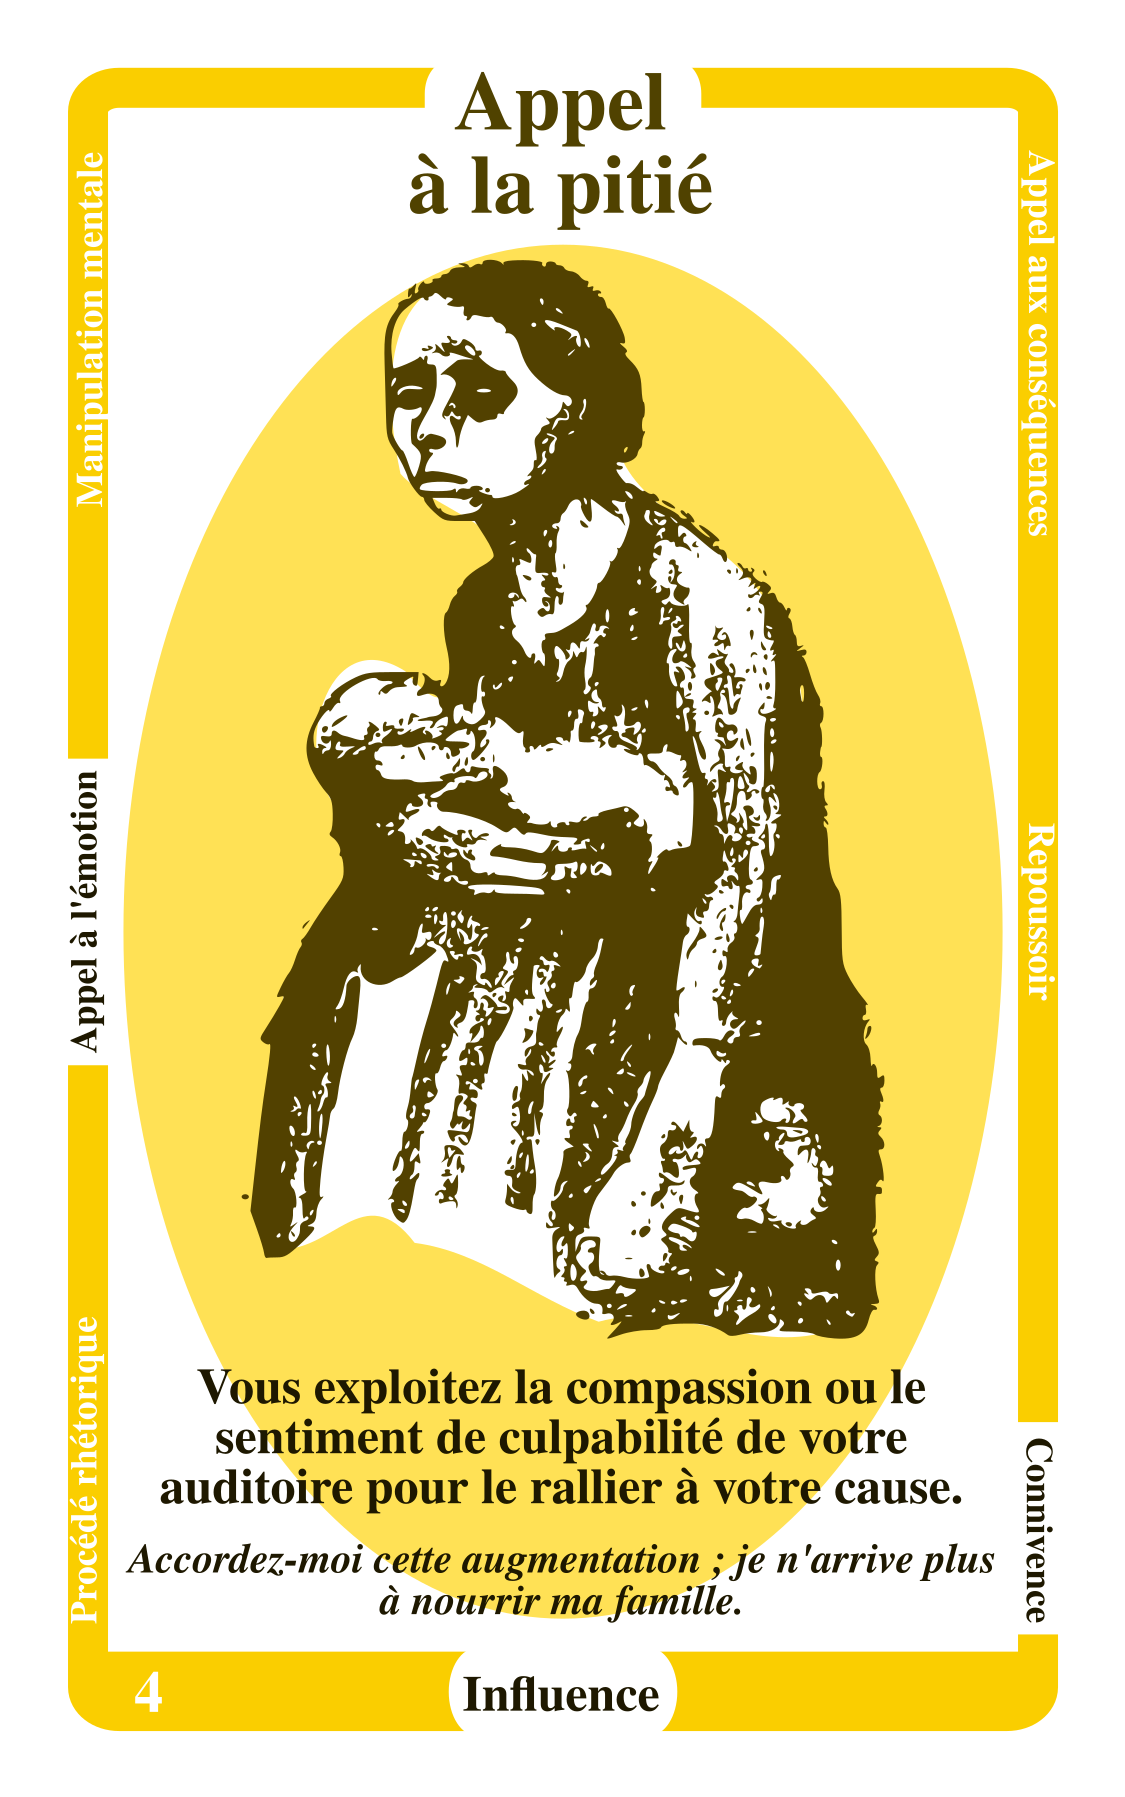 Appel
à la pitié
Manipulation mentale
Appel à l'émotion
Procédé rhétorique
Appel aux conséquences
Repoussoir
Connivence
Vous exploitez la compassion ou le
sentiment de culpabilité de votre
auditoire pour le rallier à votre cause.
Accordez-moi cette augmentation ; je n'arrive plus
à nourrir ma famille.
4
Influence